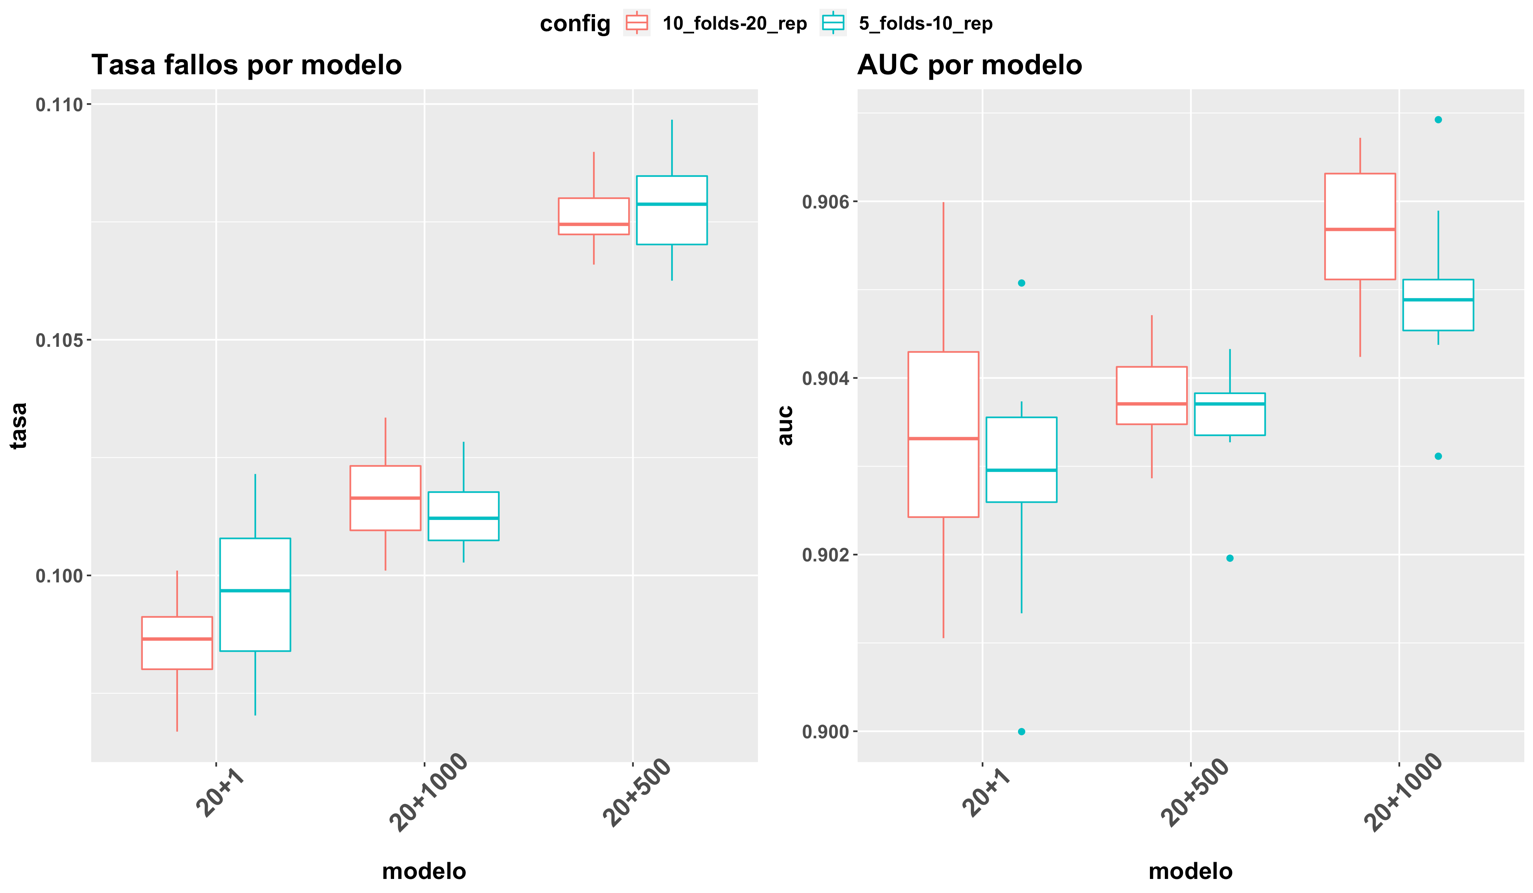 config 10_folds-20_rep 5_folds-10_rep
Tasa fallos por modelo
0.110
0.105
0.100
tasa
20+1 20+1000 20+500
modelo
AUC por modelo
0.906
0.904
0.902
0.900
auc
20+1 20+500 20+1000
modelo